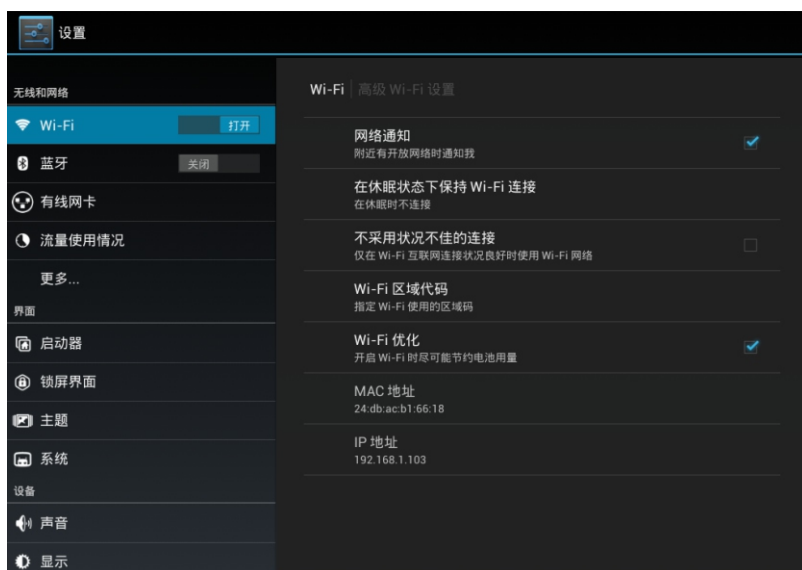 设置
无线和网络
Wi-Fi 打开
蓝牙 关闭
有线网卡
流量使用情况
更多...
界面
启动器
锁屏界面
主题
系统
设备
声音
显示
Wi-Fi 高级 Wi-Fi 设置
网络通知
附近有开放网络时通知我
在休眠状态下保持 Wi-Fi 连接
在休眠时不连接
不采用状况不佳的连接
仅在 Wi-Fi 互联网连接状况良好时使用 Wi-Fi 网络
Wi-Fi 区域代码
指定 Wi-Fi 使用的区域码
Wi-Fi 优化
开启 Wi-Fi 时尽可能节约电池用量
MAC 地址
24:db:ac:b1:66:18
IP 地址
192.168.1.103